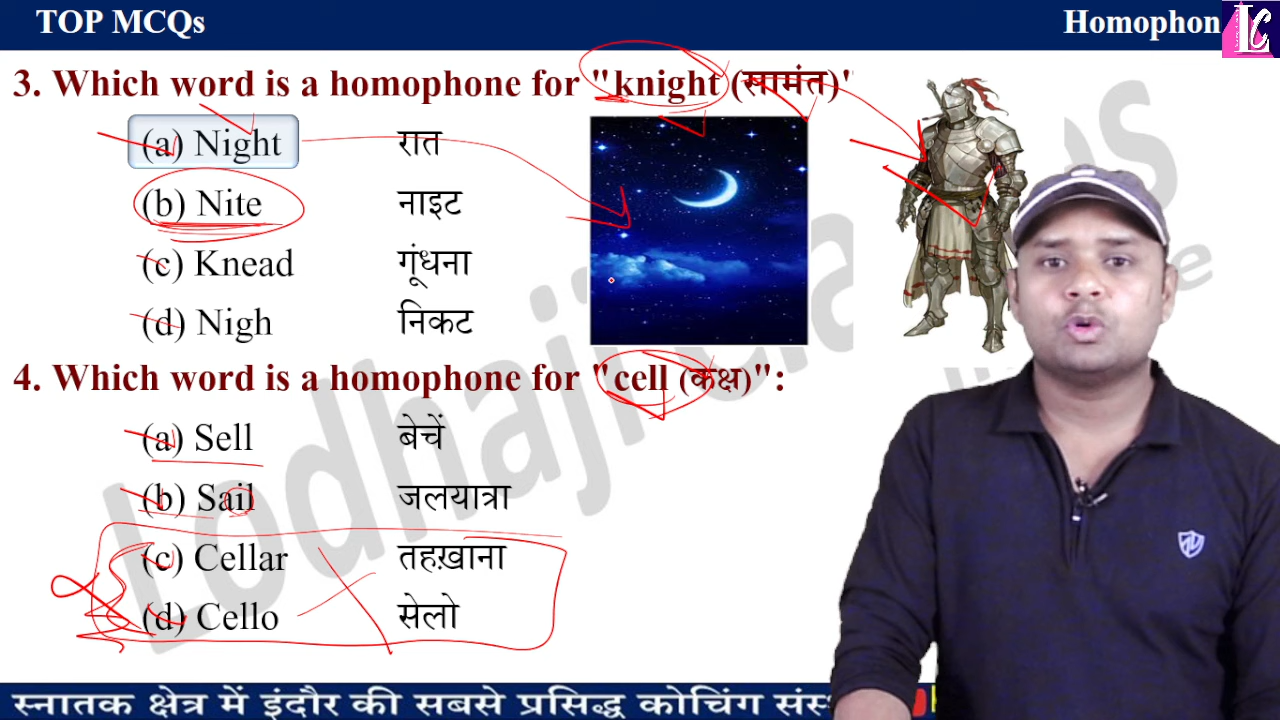 TOP MCQs
Homophon
LC
3. Which word is a homophone for "knight (सामंत)'
(a) Night रात
(b) Nite नाइट
(c) Knead गूंधना
(d) Nigh निकट
4. Which word is a homophone for "cell (कक्ष)":
(a) Sell बेचें
(b) Sail जलयात्रा
(c) Cellar तहख़ाना
(d) Cello सेलो
स्नातक क्षेत्र में इंदौर की सबसे प्रसिद्ध कोचिंग